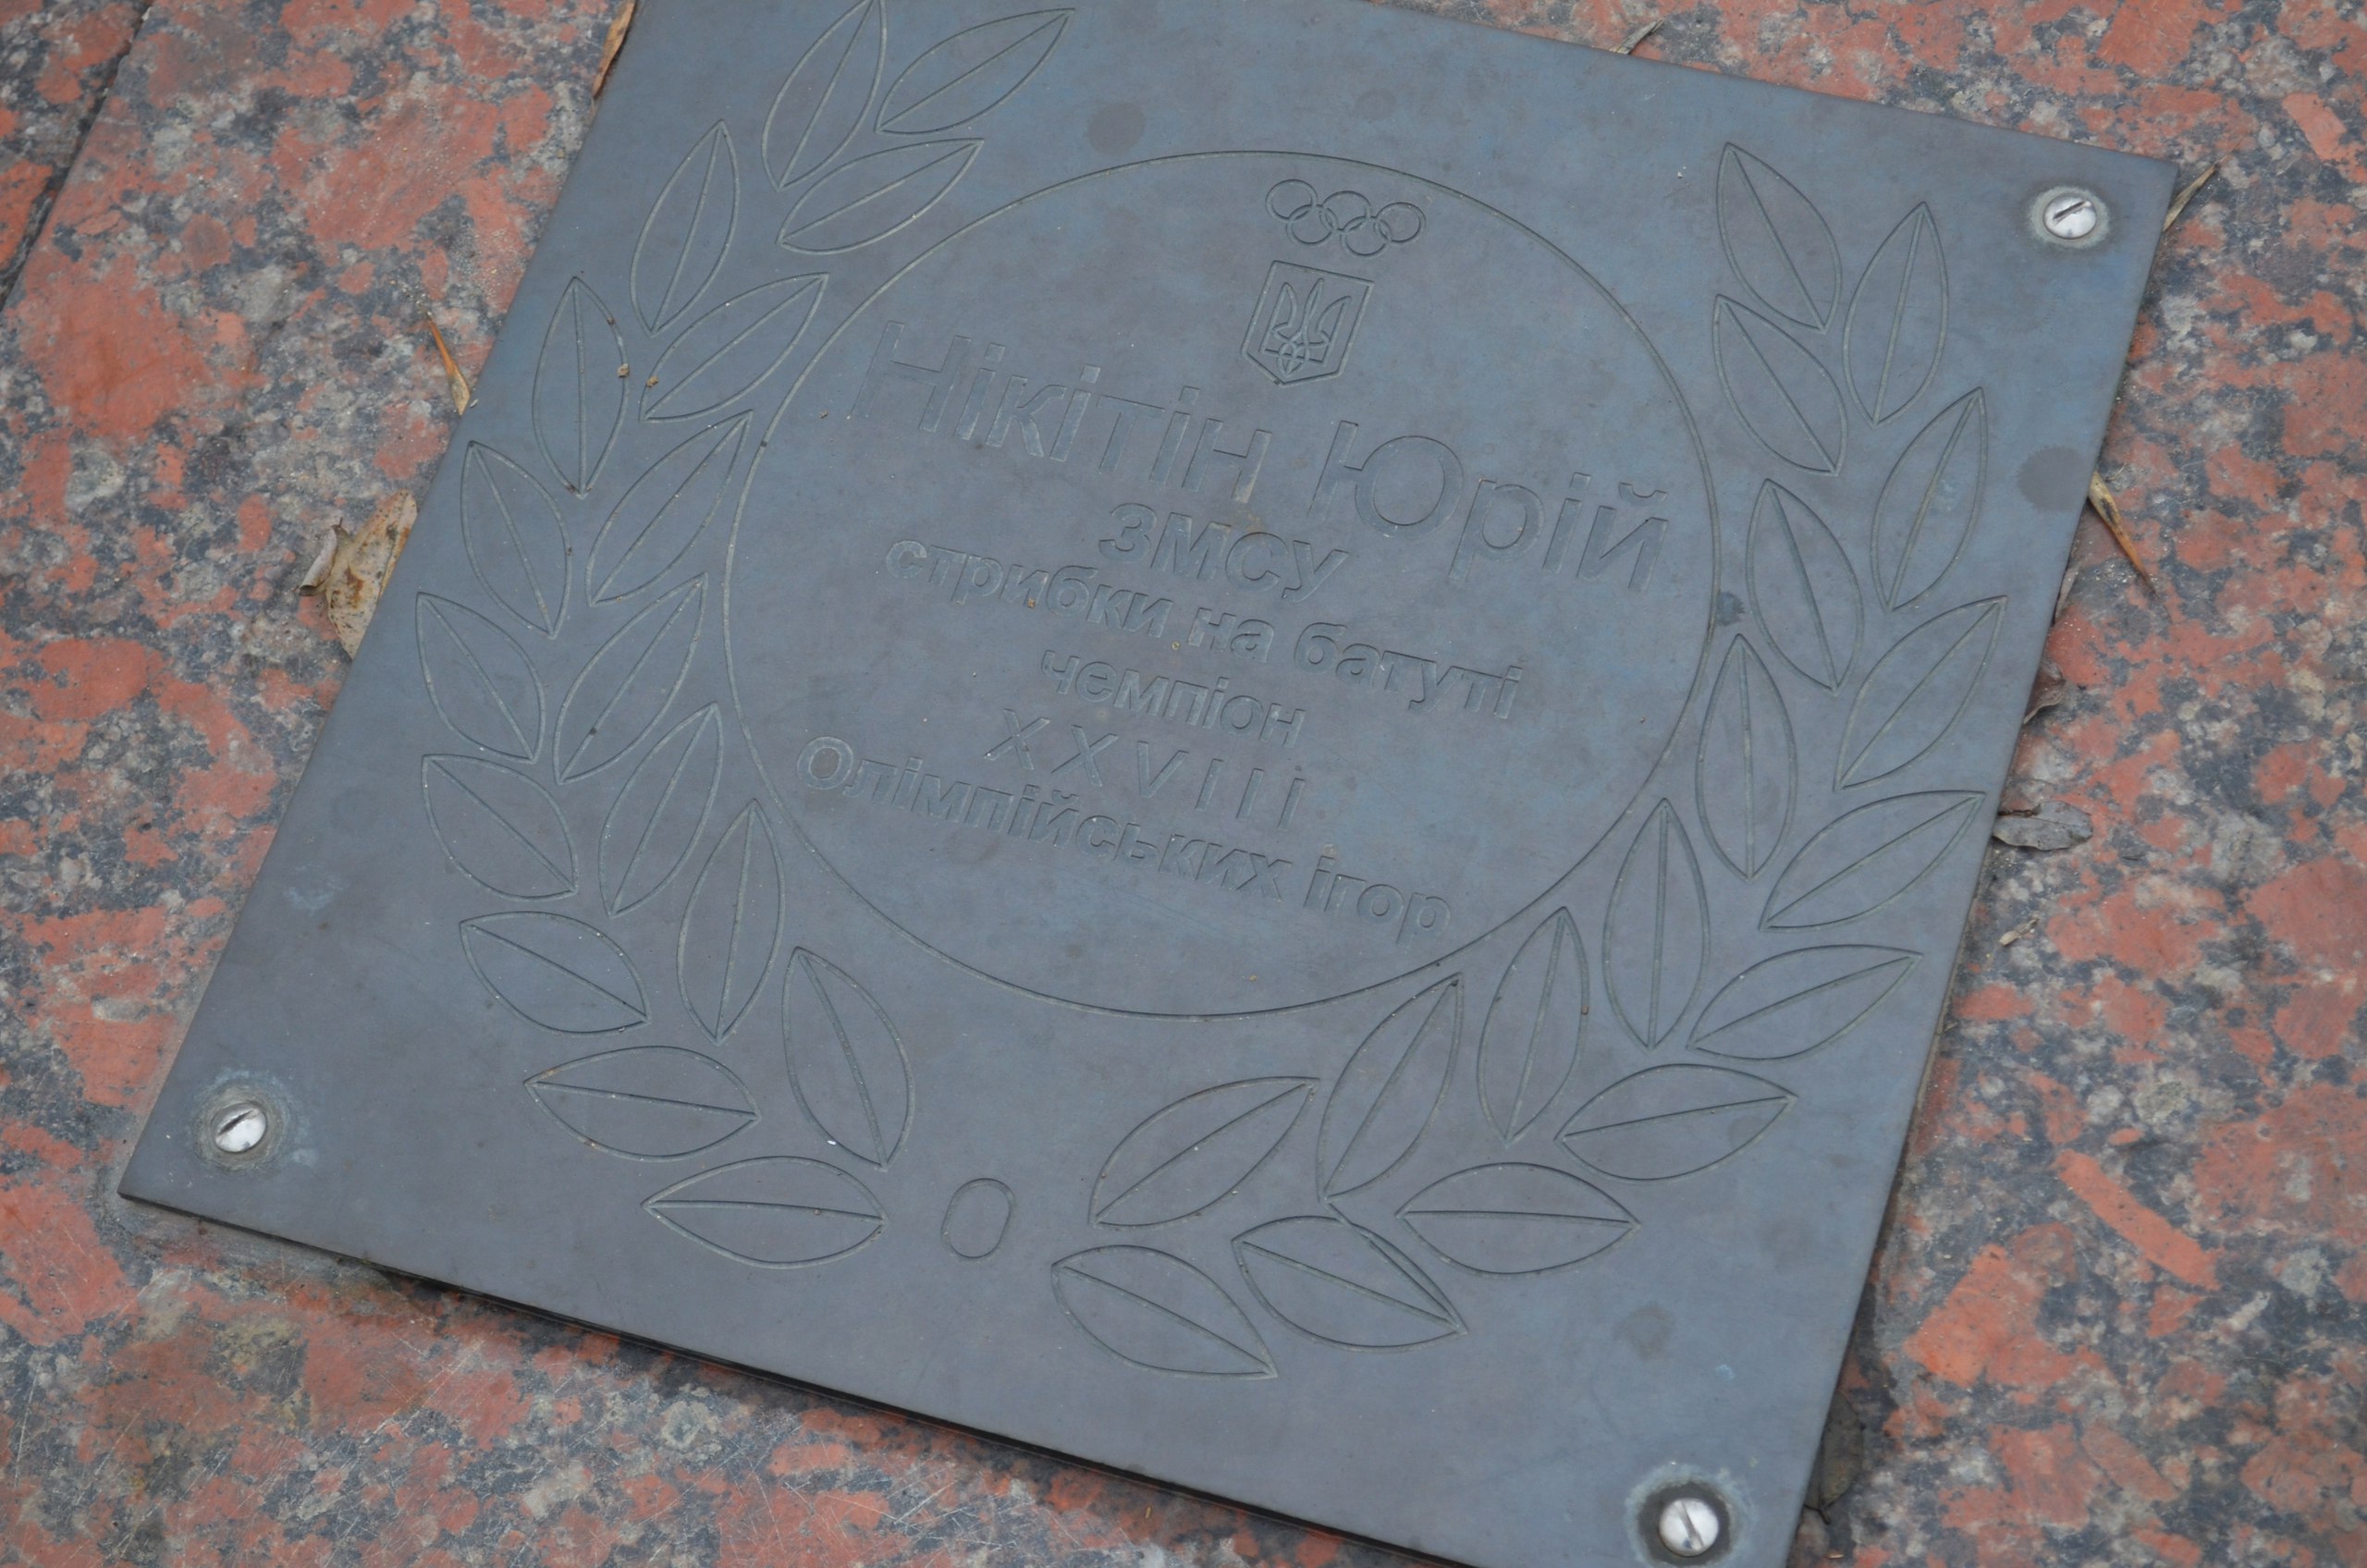 Нікітін Юрій
ЗМСУ
стрибки на батуті
чемпіон
XXVIII
Олімпійських ігор